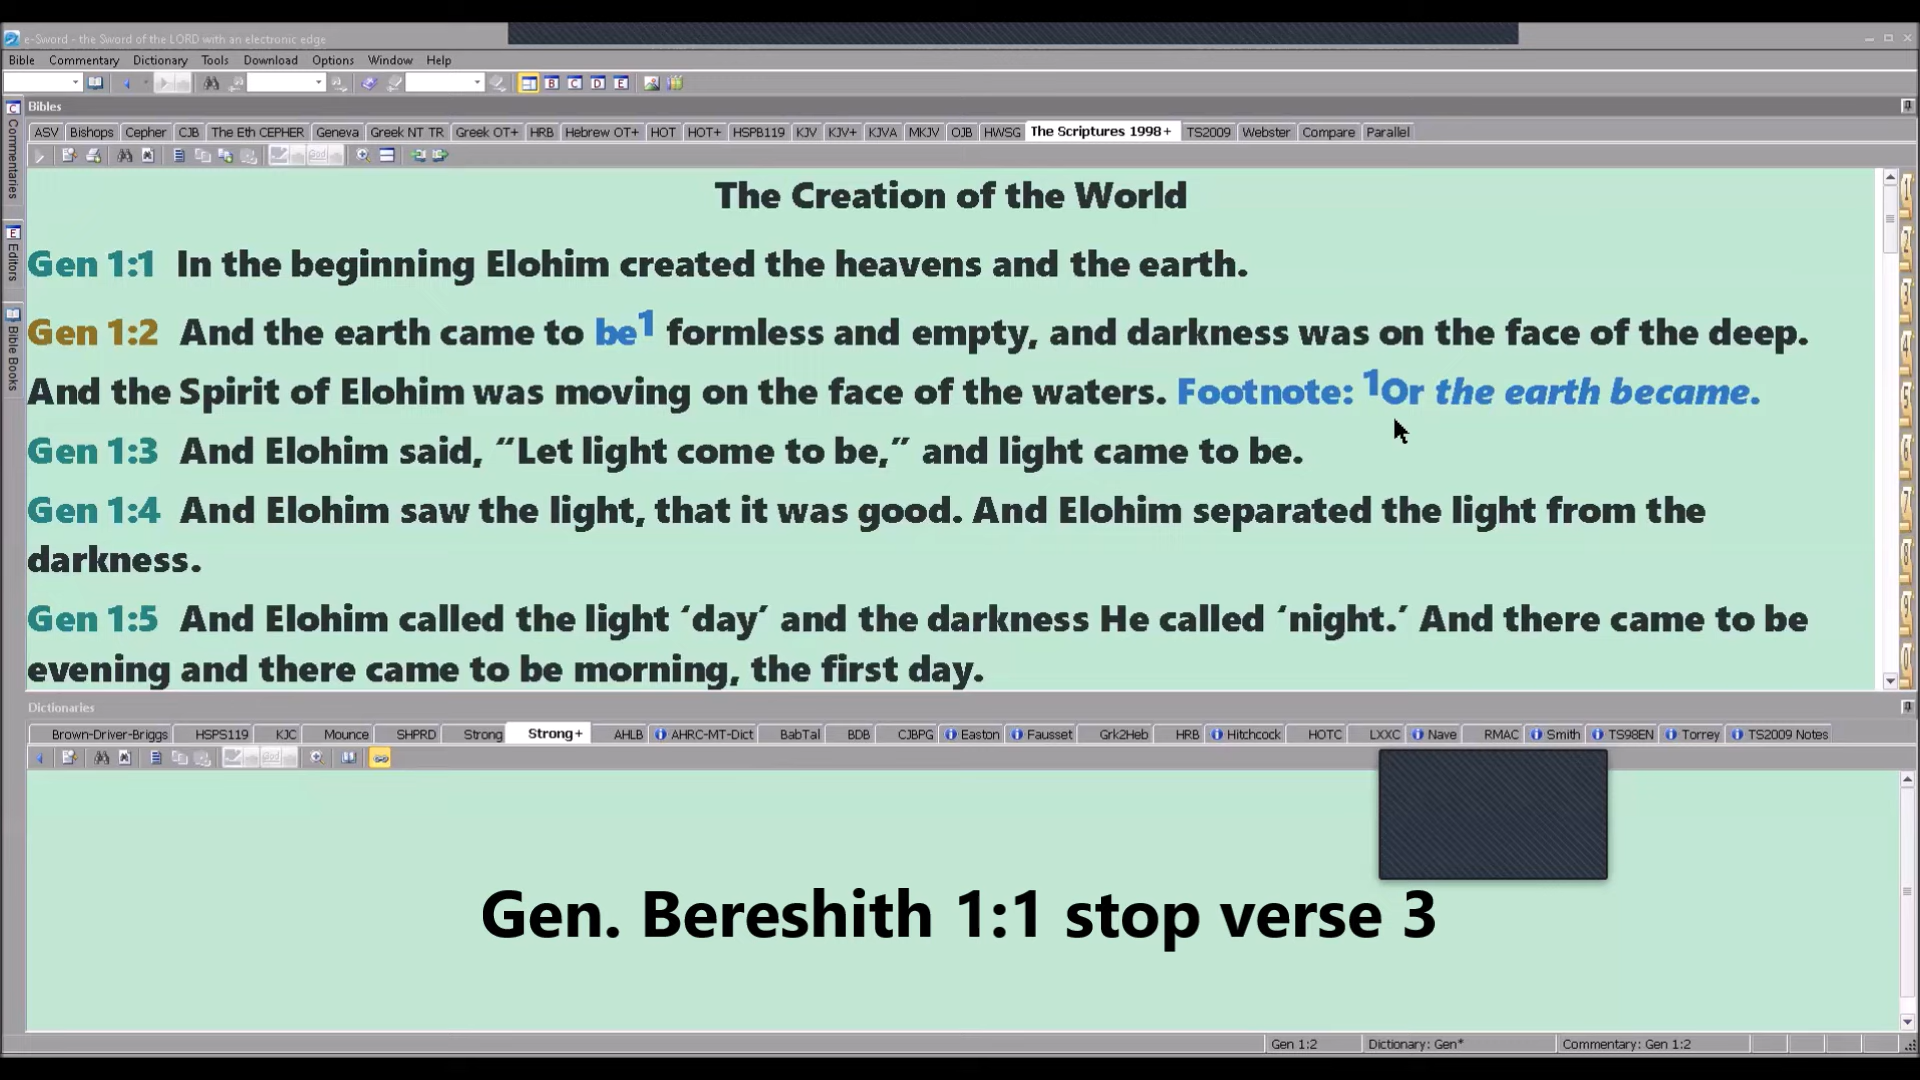 e-Sword - the Sword of the LORD with an electronic edge
Bible Commentary Dictionary Tools Download Options Window Help
B C D E
Bibles
ASV Bishops Cepher CJB The Eth CEPHER Geneva Greek NT TR Greek OT+ HRB Hebrew OT+ HOT HOT+ HSPB119 KJV KJV+ KJVA MKJV OJB HWSG The Scriptures 1998+ TS2009 Webster Compare Parallel
C Commentaries
E Editors
Bible Books
The Creation of the World
Gen 1:1 In the beginning Elohim created the heavens and the earth.
Gen 1:2 And the earth came to be¹ formless and empty, and darkness was on the face of the deep.
And the Spirit of Elohim was moving on the face of the waters. Footnote: ¹Or the earth became.
Gen 1:3 And Elohim said, “Let light come to be,” and light came to be.
Gen 1:4 And Elohim saw the light, that it was good. And Elohim separated the light from the
darkness.
Gen 1:5 And Elohim called the light ‘day’ and the darkness He called ‘night.’ And there came to be
evening and there came to be morning, the first day.
Dictionaries
Brown-Driver-Briggs HSPS119 KJC Mounce SHPRD Strong Strong+ AHLB AHRC-MT-Dict BabTal BDB CJBPG Easton Fausset Grk2Heb HRB Hitchcock HOTC LXXC Nave RMAC Smith TS98EN Torrey TS2009 Notes
Gen. Bereshith 1:1 stop verse 3
Gen 1:2 Dictionary: Gen* Commentary: Gen 1:2